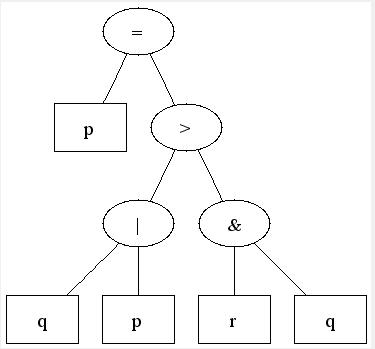 =
p >
| &
q p r q